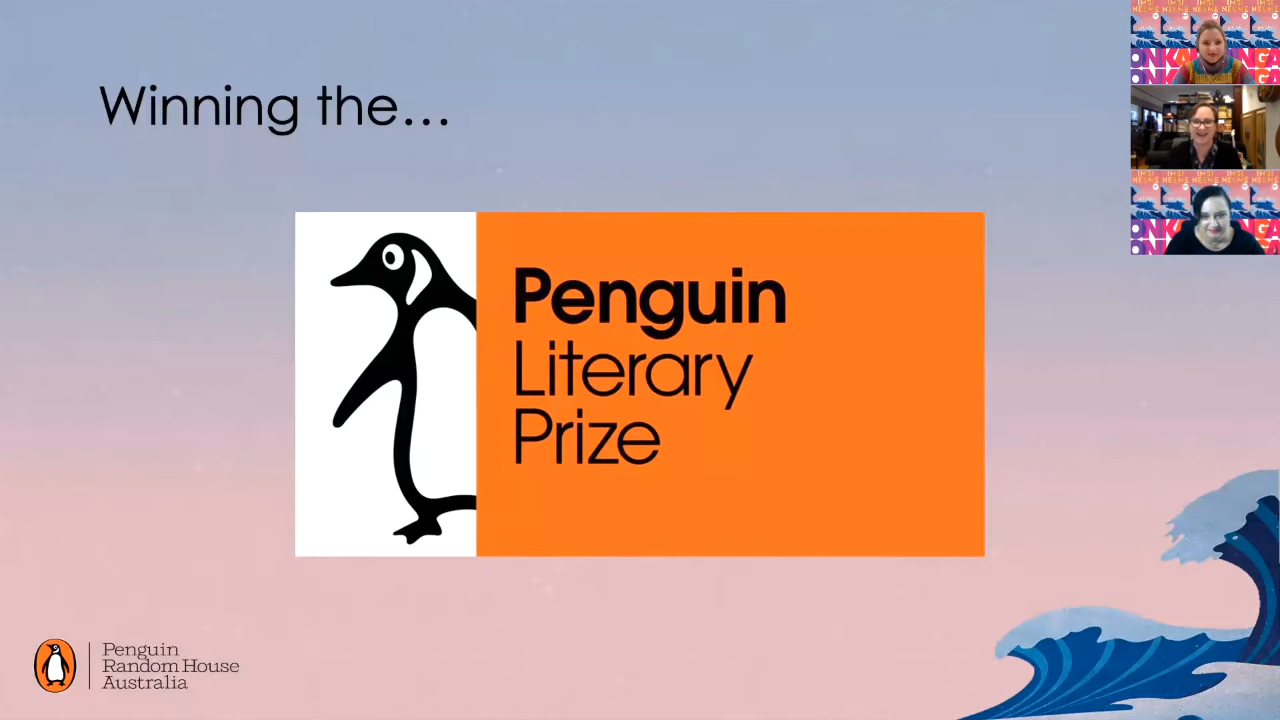 Winning the...
Penguin
Literary
Prize
Penguin
Random House
Australia